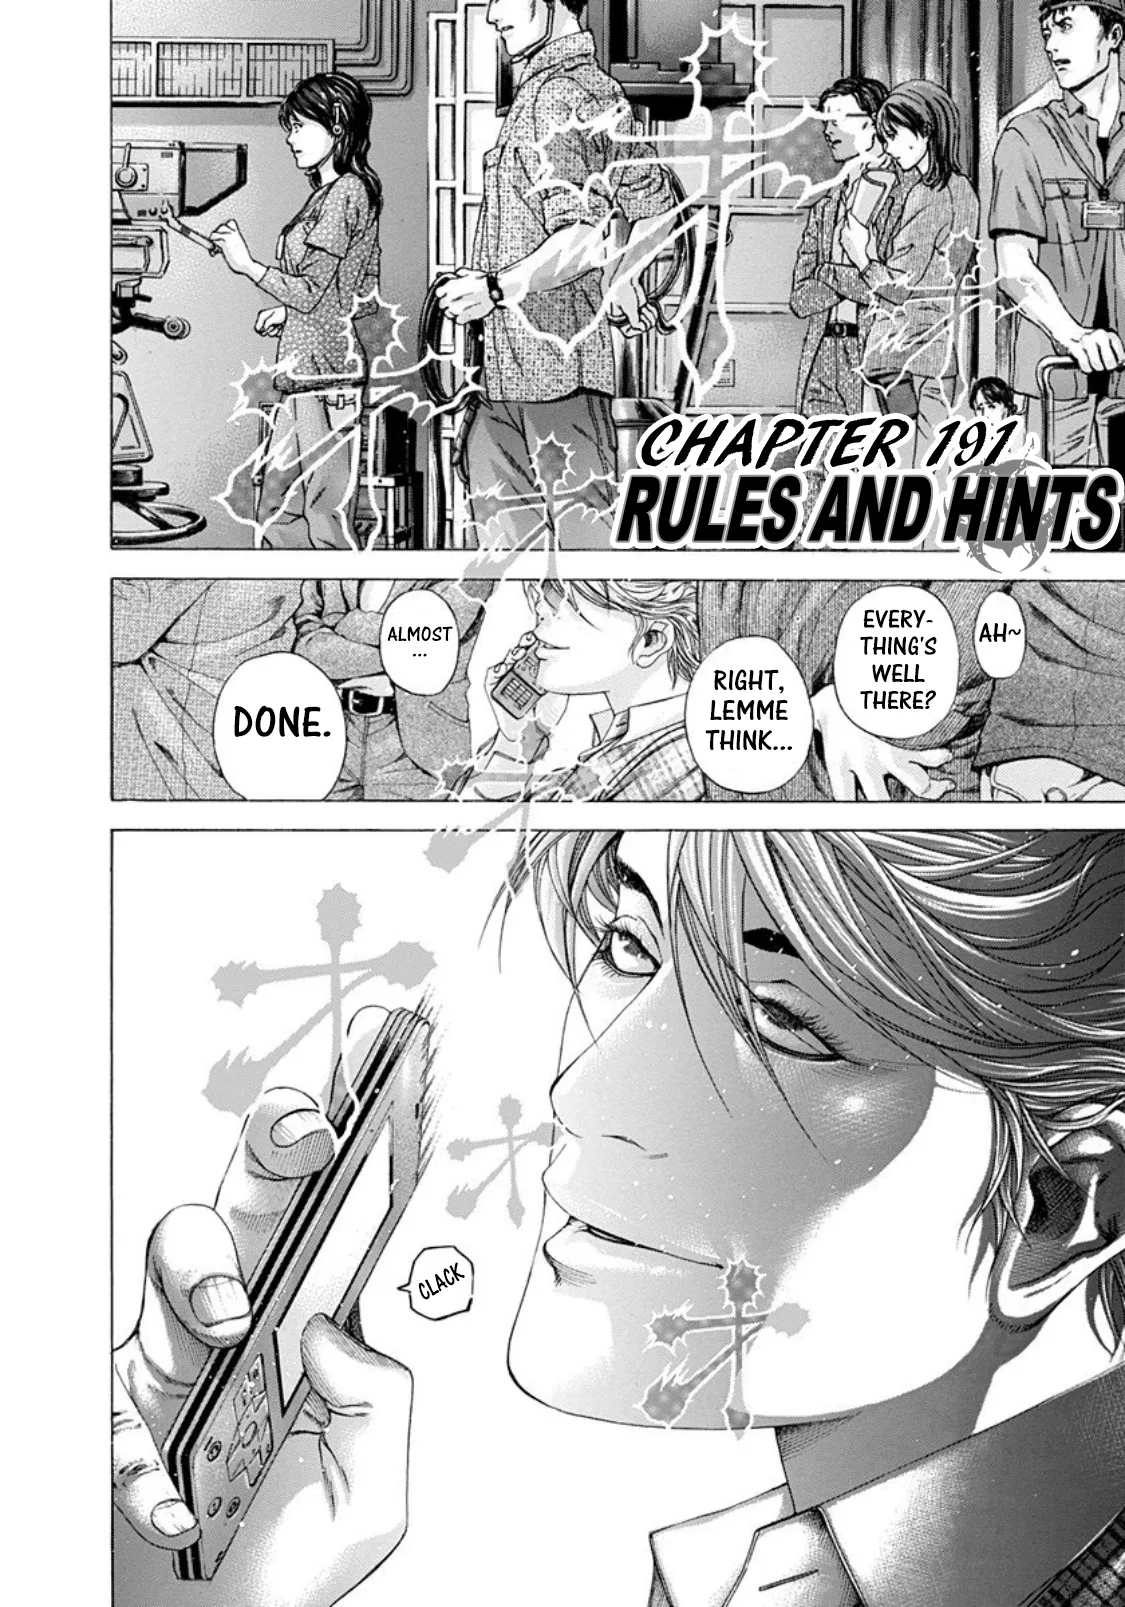 CHAPTER 191
RULES AND HINTS
AH~
EVERY-
THING'S
WELL
THERE?
RIGHT,
LEMME
THINK...
ALMOST
...
DONE.
CLACK